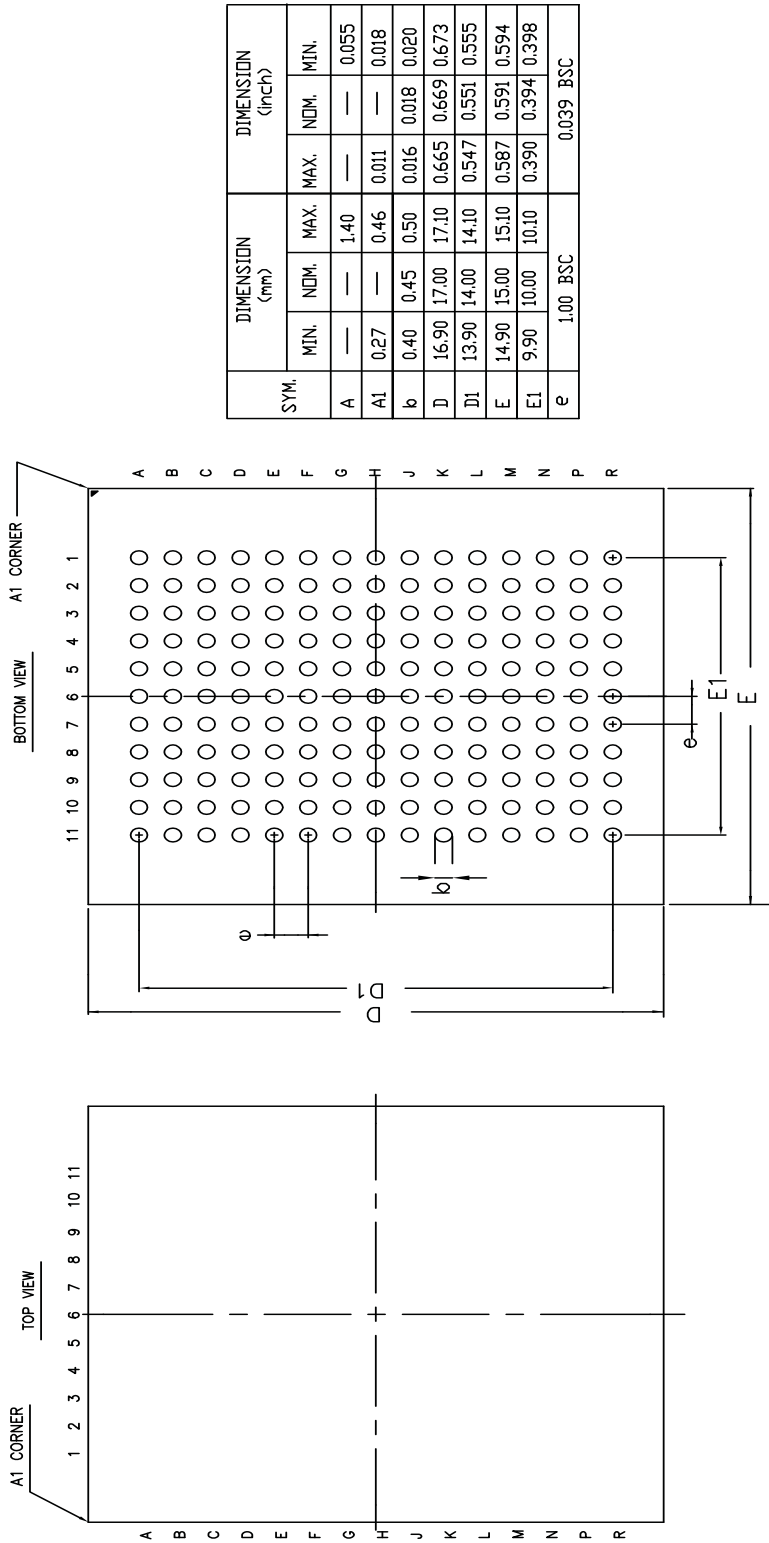 A1 CORNER
TOP VIEW
1 2 3 4 5 6 7 8 9 10 11
A
B
C
D
E
F
G
H
J
K
L
M
N
P
R
BOTTOM VIEW
A1 CORNER
11 10 9 8 7 6 5 4 3 2 1
A
B
C
D
E
F
G
H
J
K
L
M
N
P
R
D
D1
e
b
e
E1
E
SYM. DIMENSION (mm) DIMENSION (inch)
MIN. NOM. MAX. MAX. NOM. MIN.
A — — 1.40 — — 0.055
A1 0.27 — 0.46 0.011 — 0.018
b 0.40 0.45 0.50 0.016 0.018 0.020
D 16.90 17.00 17.10 0.665 0.669 0.673
D1 13.90 14.00 14.10 0.547 0.551 0.555
E 14.90 15.00 15.10 0.587 0.591 0.594
E1 9.90 10.00 10.10 0.390 0.394 0.398
e 1.00 BSC 0.039 BSC